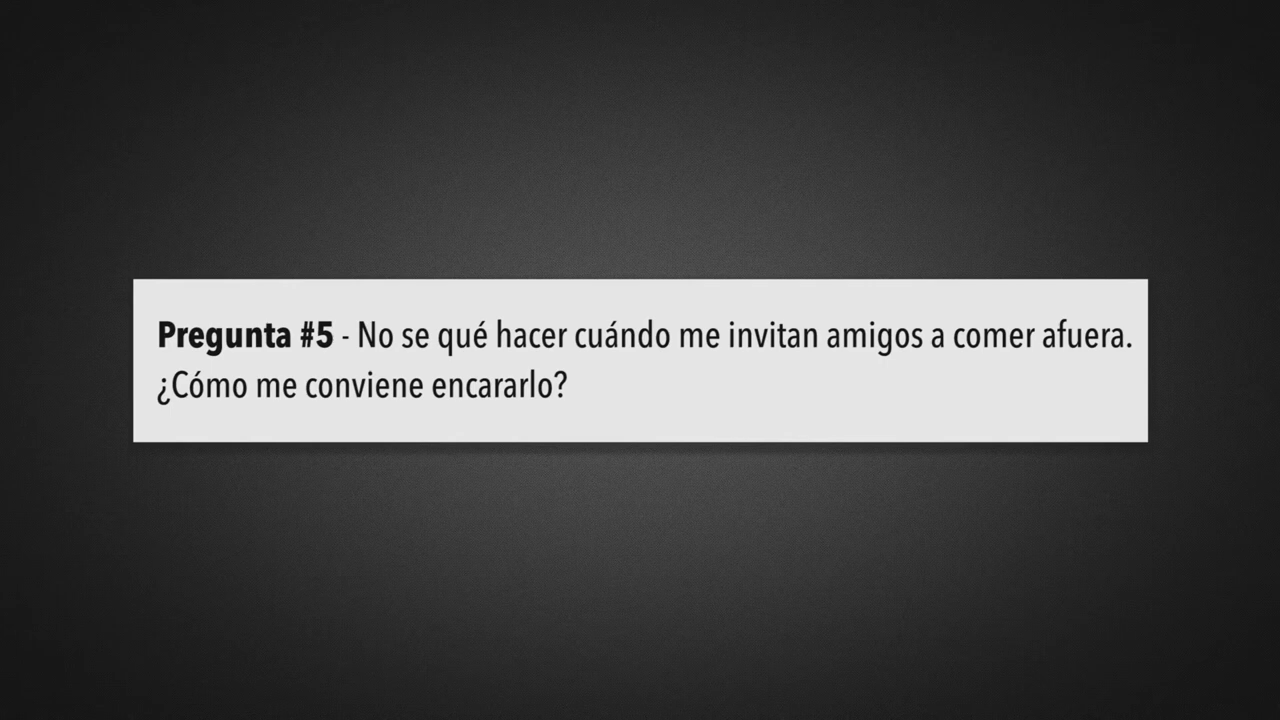 Pregunta #5 - No se qué hacer cuándo me invitan amigos a comer afuera.
¿Cómo me conviene encararlo?